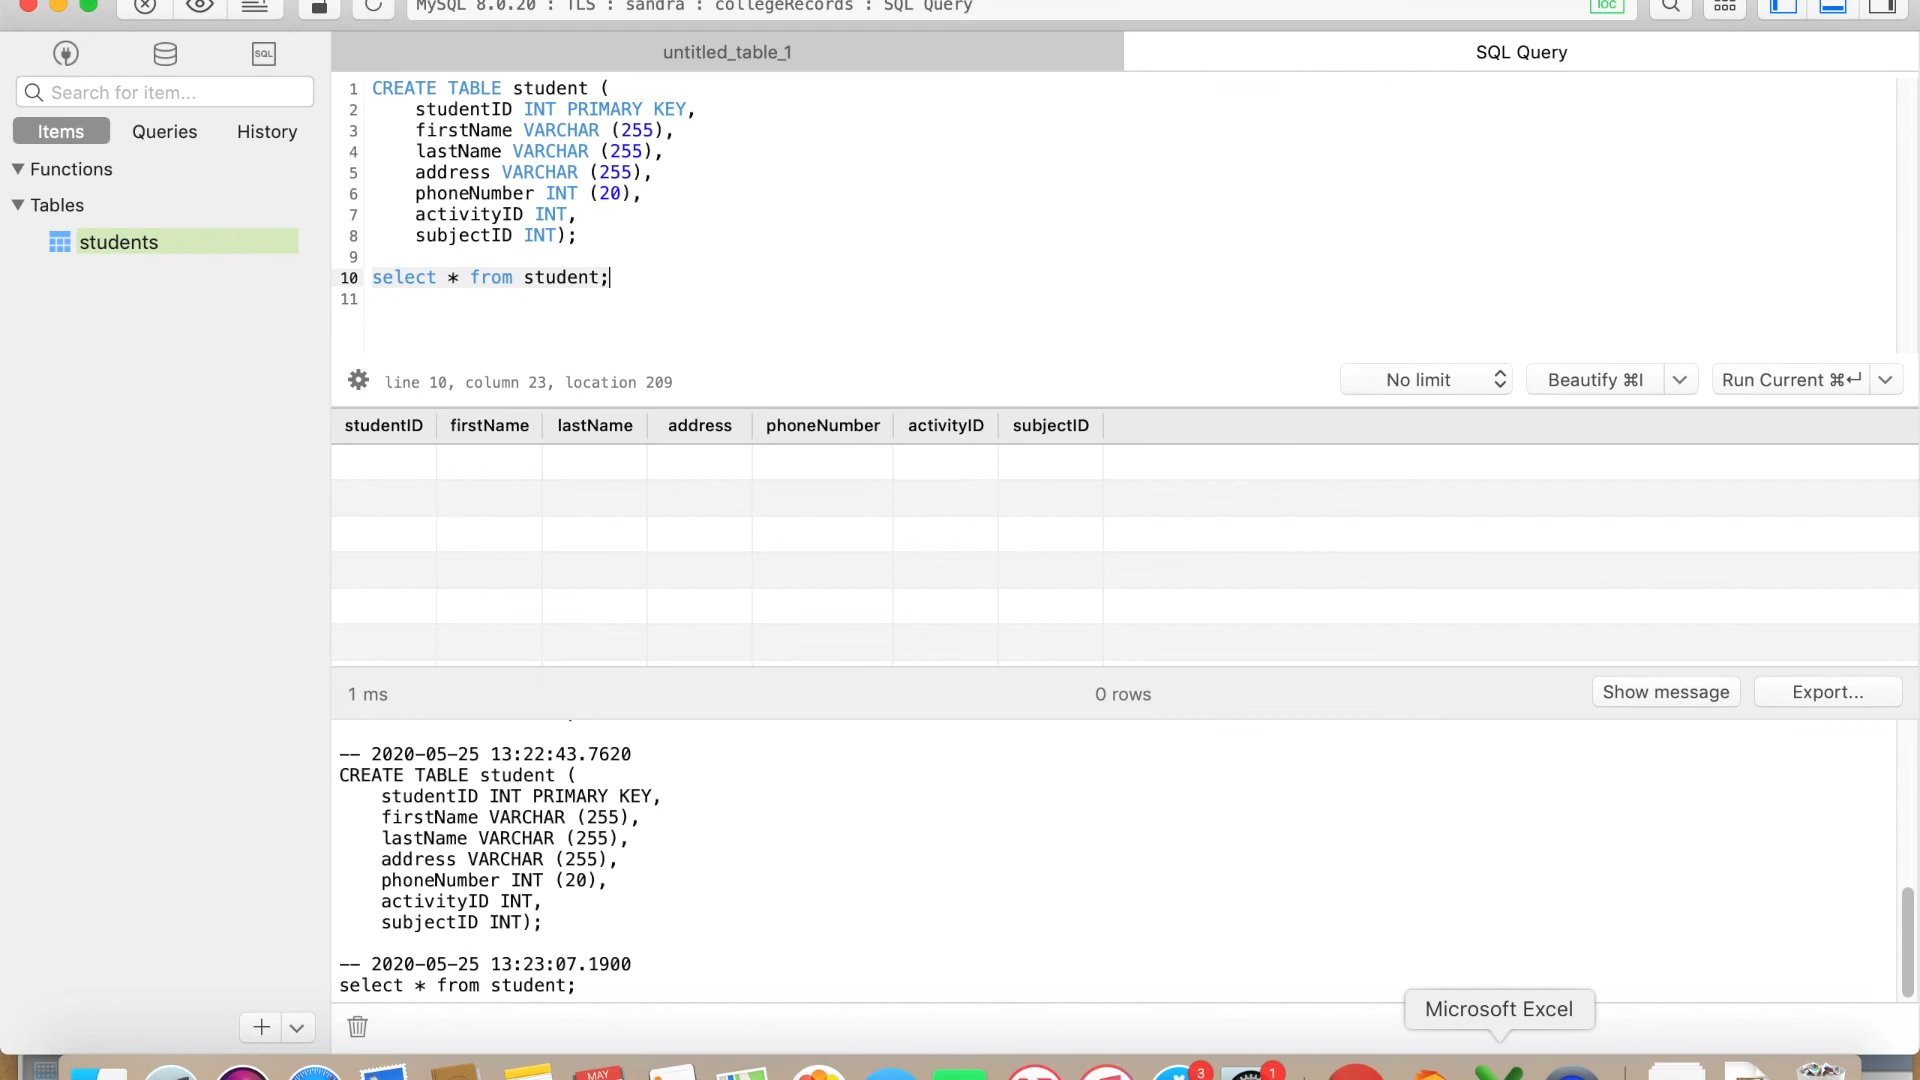 MySQL 8.0.20 : TLS : sandra : collegeRecords : SQL Query
loc
SQL
untitled_table_1
SQL Query
Search for item...
Items
Queries
History
Functions
Tables
students
1 CREATE TABLE student (
2 studentID INT PRIMARY KEY,
3 firstName VARCHAR (255),
4 lastName VARCHAR (255),
5 address VARCHAR (255),
6 phoneNumber INT (20),
7 activityID INT,
8 subjectID INT);
9
10 select * from student;
11
line 10, column 23, location 209
No limit
Beautify ⌘I
Run Current ⌘↵
studentID firstName lastName address phoneNumber activityID subjectID
1 ms
0 rows
Show message
Export...
-- 2020-05-25 13:22:43.7620
CREATE TABLE student (
studentID INT PRIMARY KEY,
firstName VARCHAR (255),
lastName VARCHAR (255),
address VARCHAR (255),
phoneNumber INT (20),
activityID INT,
subjectID INT);
-- 2020-05-25 13:23:07.1900
select * from student;
Microsoft Excel
MAY
3
1